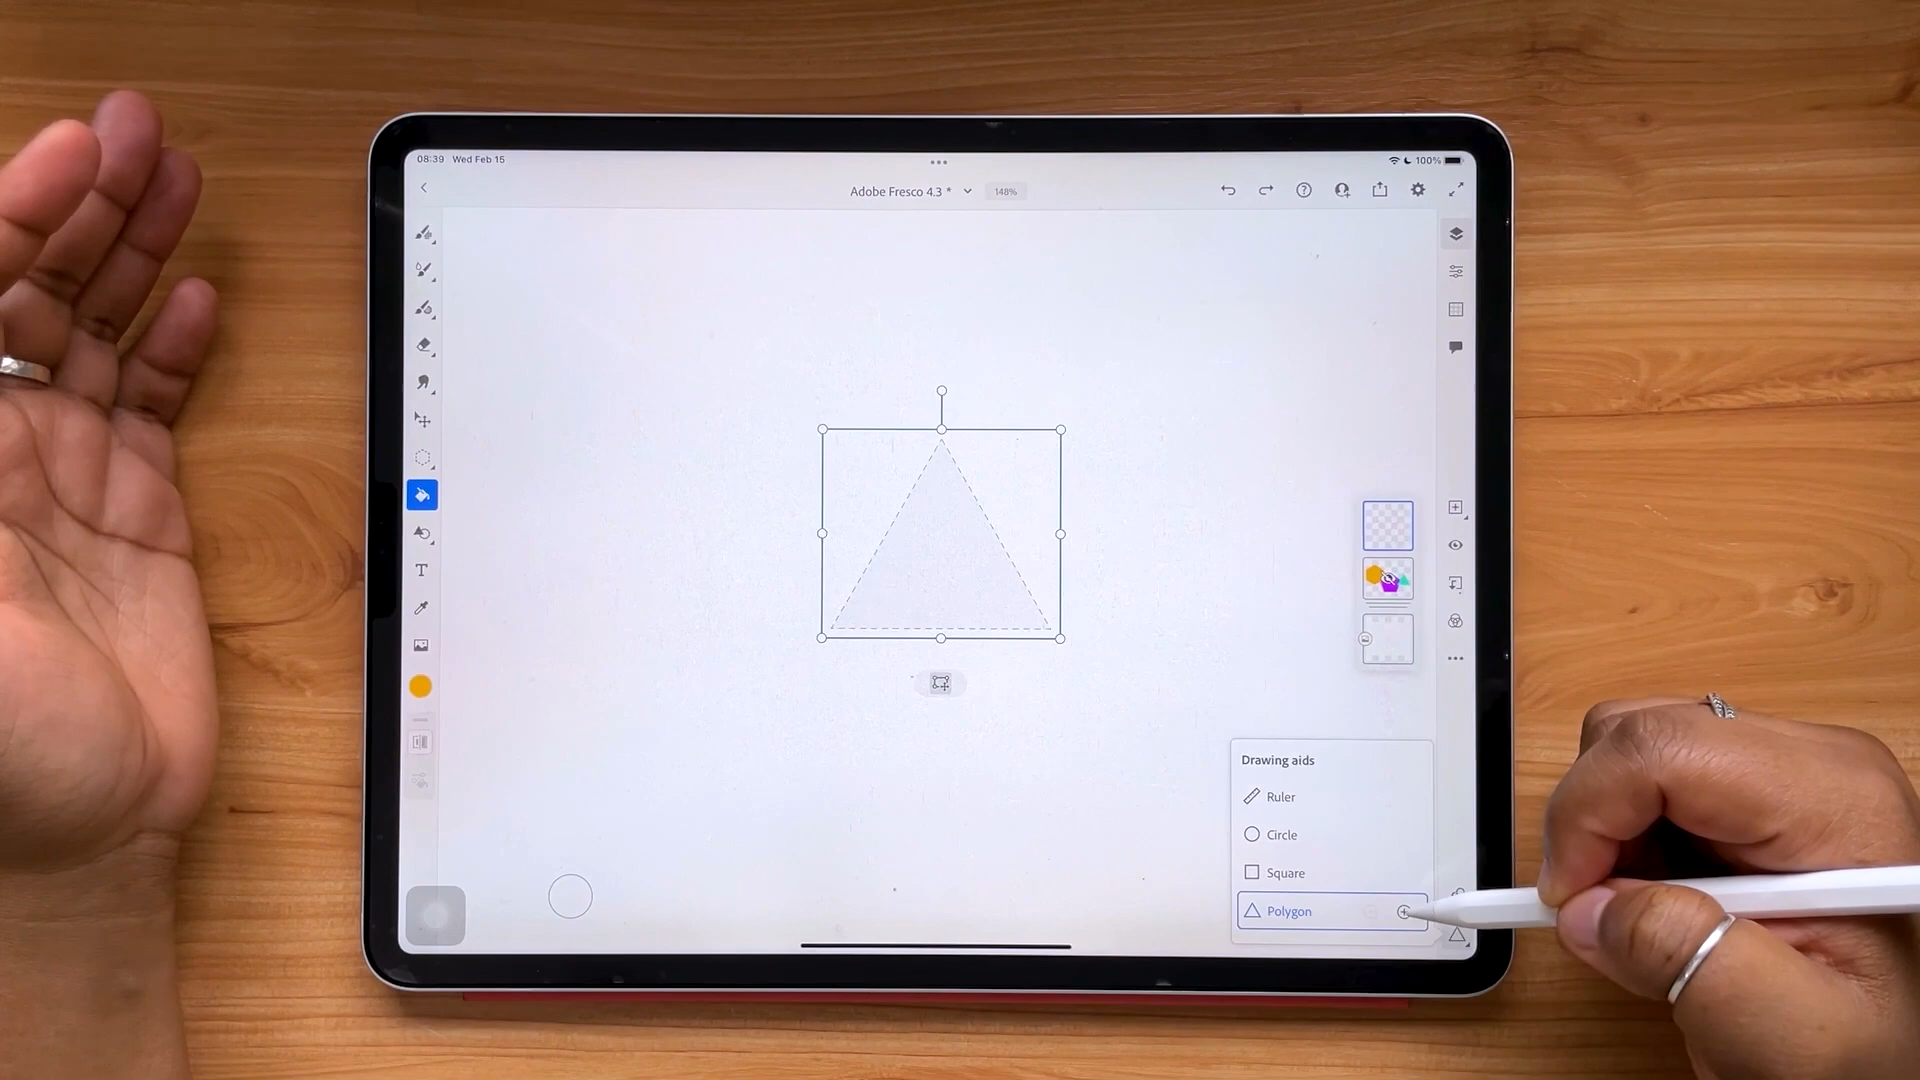 08:39 Wed Feb 15
100%
Adobe Fresco 4.3 *
148%
T
Drawing aids
Ruler
Circle
Square
Polygon